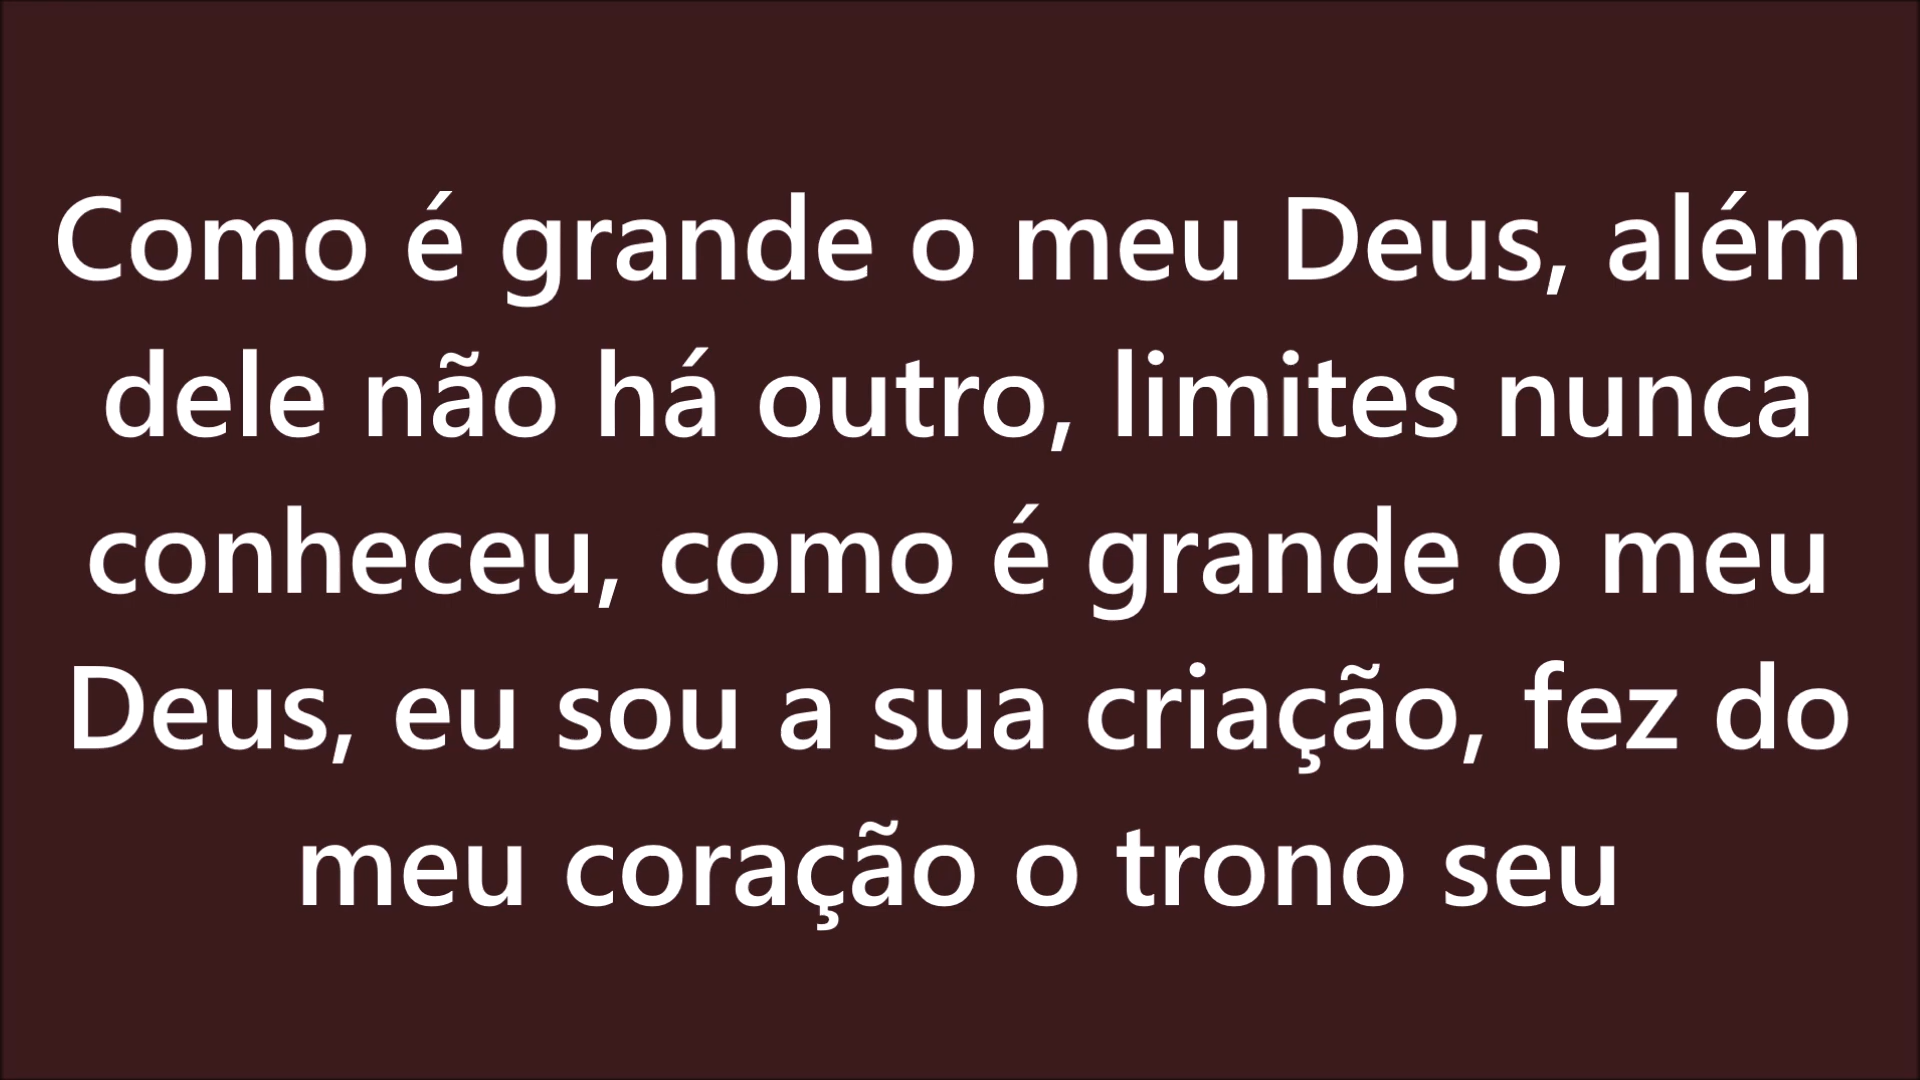 Como é grande o meu Deus, além
dele não há outro, limites nunca
conheceu, como é grande o meu
Deus, eu sou a sua criação, fez do
meu coração o trono seu